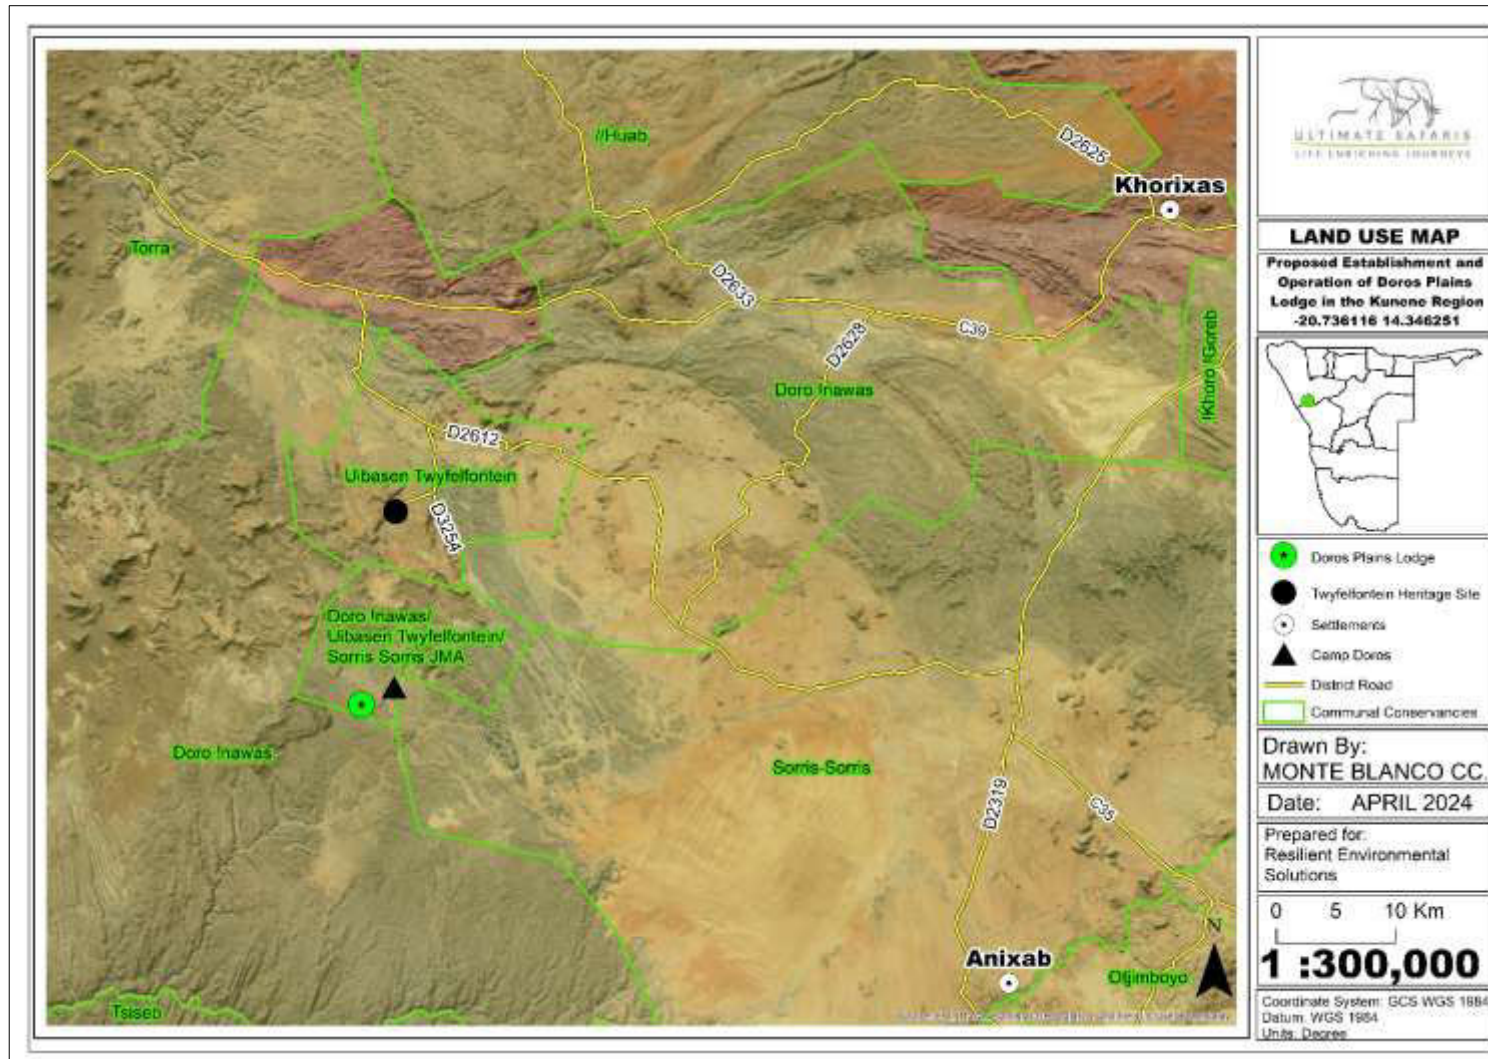 //Huab
D2625
Khorixas
Torra
D2633
C39
D2628
Doro !nawas
!Khoro !Goreb
D2612
Uibasen Twyfelfontein
D3254
Doro !nawas/
Uibasen Twyfelfontein/
Sorris Sorris JMA
Doro !nawas
Sorris-Sorris
D2319
C35
Anixab
Otjimboyo
Tsiseb
ULTIMATE SAFARIS
LIFE ENRICHING JOURNEYS
LAND USE MAP
Proposed Establishment and
Operation of Doros Plains
Lodge in the Kunene Region
-20.736116 14.346251
Doros Plains Lodge
Twyfelfontein Heritage Site
Settlements
Camp Doros
District Road
Communal Conservancies
Drawn By:
MONTE BLANCO CC.
Date: APRIL 2024
Prepared for:
Resilient Environmental
Solutions
0 5 10 Km
N
1 :300,000
Coordinate System: GCS WGS 1984
Datum: WGS 1984
Units: Degree